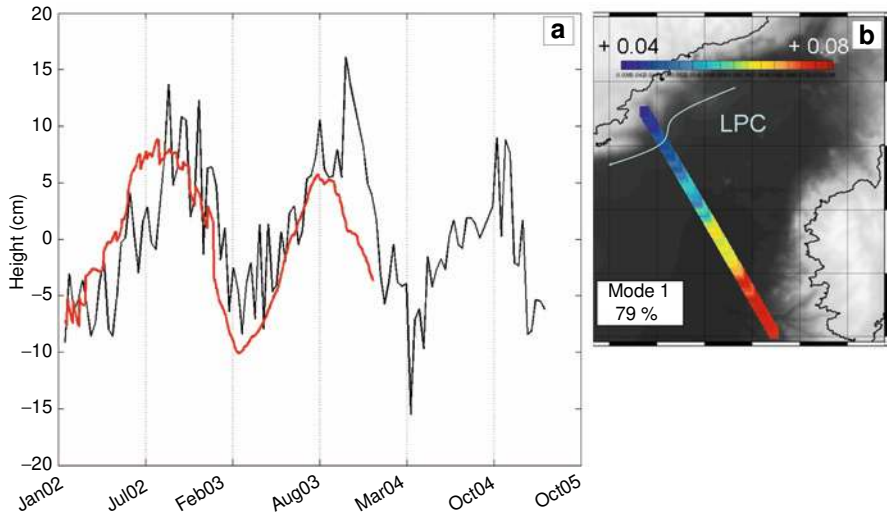 20
15
10
5
0
−5
−10
−15
−20
Height (cm)
Jan02
Jul02
Feb03
Aug03
Mar04
Oct04
Oct05
a
b
+ 0.04
+ 0.08
LPC
Mode 1
79 %